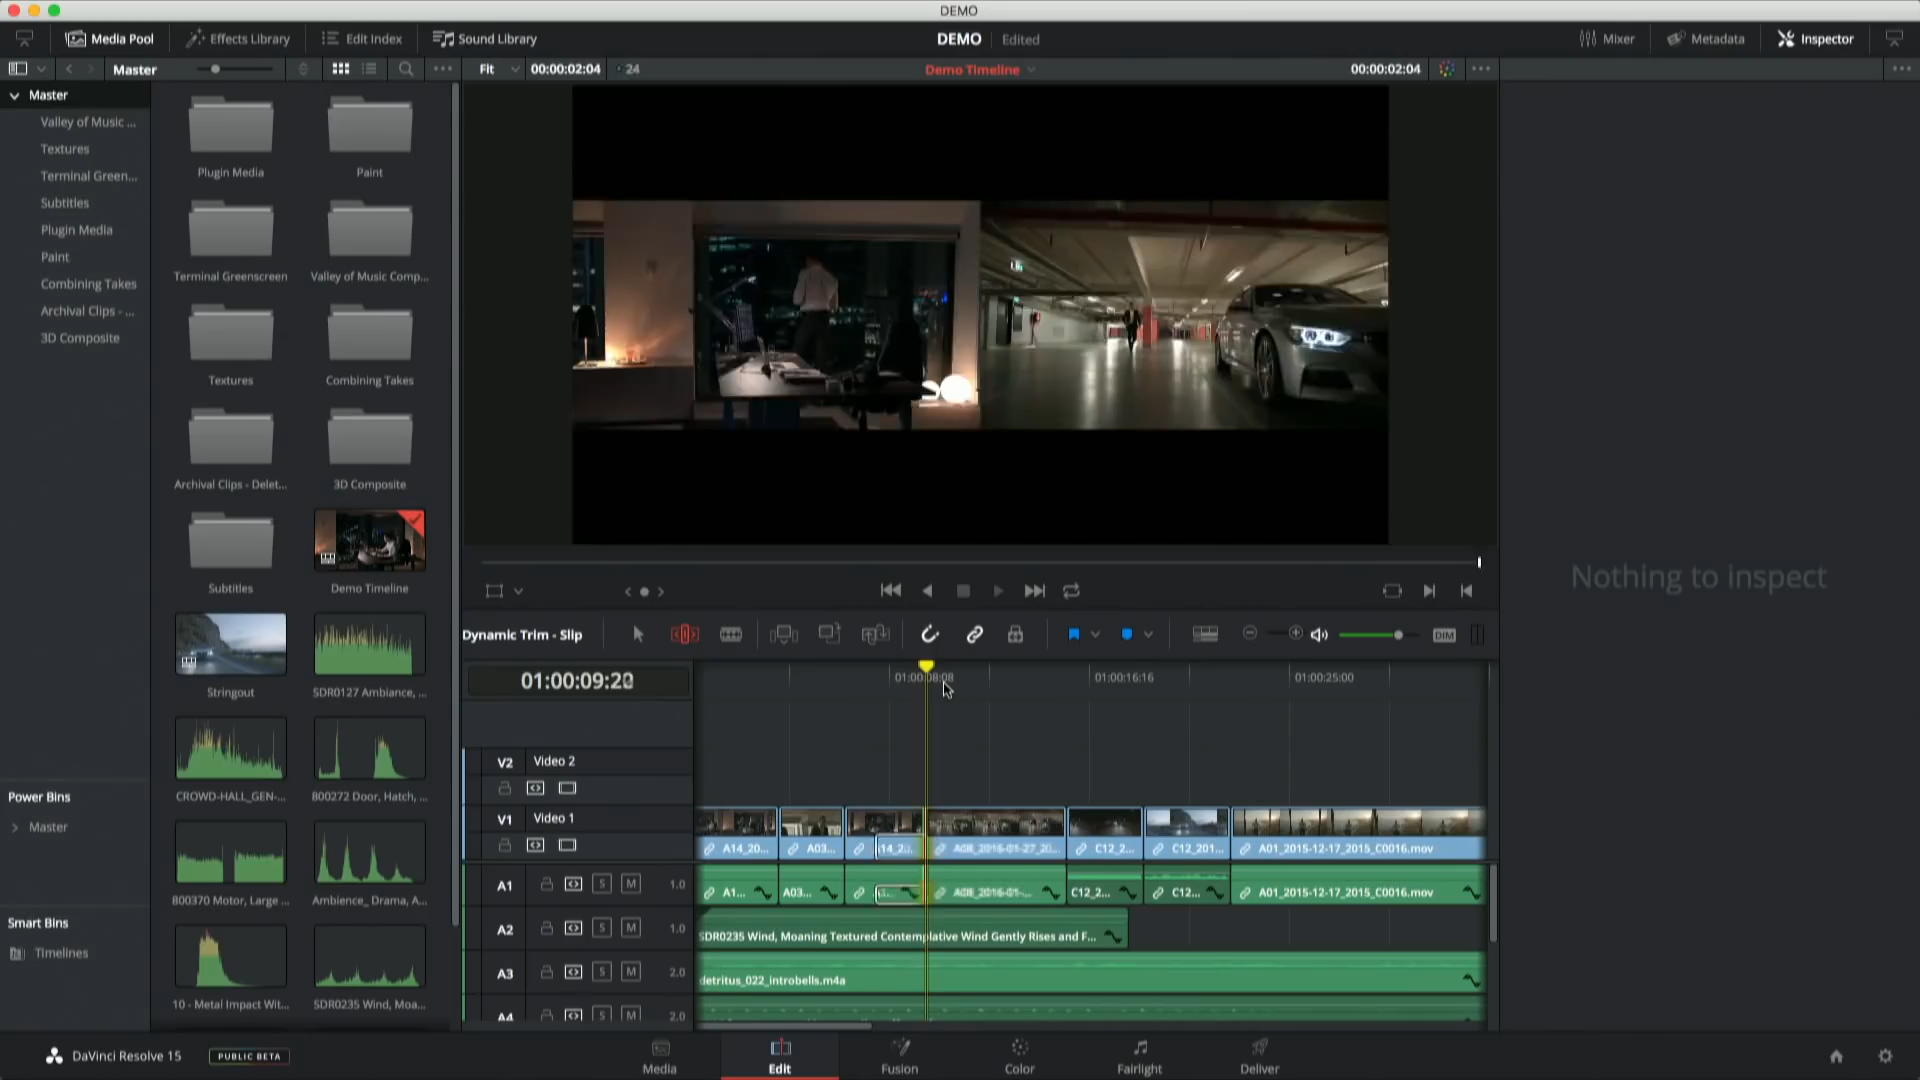 DEMO
Media Pool
Effects Library
Edit Index
Sound Library
DEMO
Edited
Mixer
Metadata
Inspector
Master
Fit
00:00:02:04
24
Demo Timeline
00:00:02:04
Master
Valley of Music ...
Textures
Terminal Green...
Subtitles
Plugin Media
Paint
Combining Takes
Archival Clips - ...
3D Composite
Power Bins
Master
Smart Bins
Timelines
Plugin Media
Paint
Terminal Greenscreen
Valley of Music Comp...
Textures
Combining Takes
Archival Clips - Delet...
3D Composite
Subtitles
Demo Timeline
Stringout
SDR0127 Ambiance, ...
CROWD-HALL_GEN-...
800272 Door, Hatch, ...
800370 Motor, Large ...
Ambience_ Drama, A...
10 - Metal Impact Wit...
SDR0235 Wind, Moa...
Nothing to inspect
Dynamic Trim - Slip
DIM
01:00:08:08
01:00:16:16
01:00:25:00
V2
Video 2
V1
Video 1
A14_20...
A03...
C12_2...
C12_201...
A01_2015-12-17_2015_C0016.mov
A1
S
M
1.0
A1...
A03...
C12_2...
C12...
A01_2015-12-17_2015_C0016.mov
A2
S
M
1.0
SDR0235 Wind, Moaning Textured Contemplative Wind Gently Rises and F...
A3
S
M
2.0
detritus_022_introbells.m4a
A4
S
M
2.0
DaVinci Resolve 15
PUBLIC BETA
Media
Edit
Fusion
Color
Fairlight
Deliver